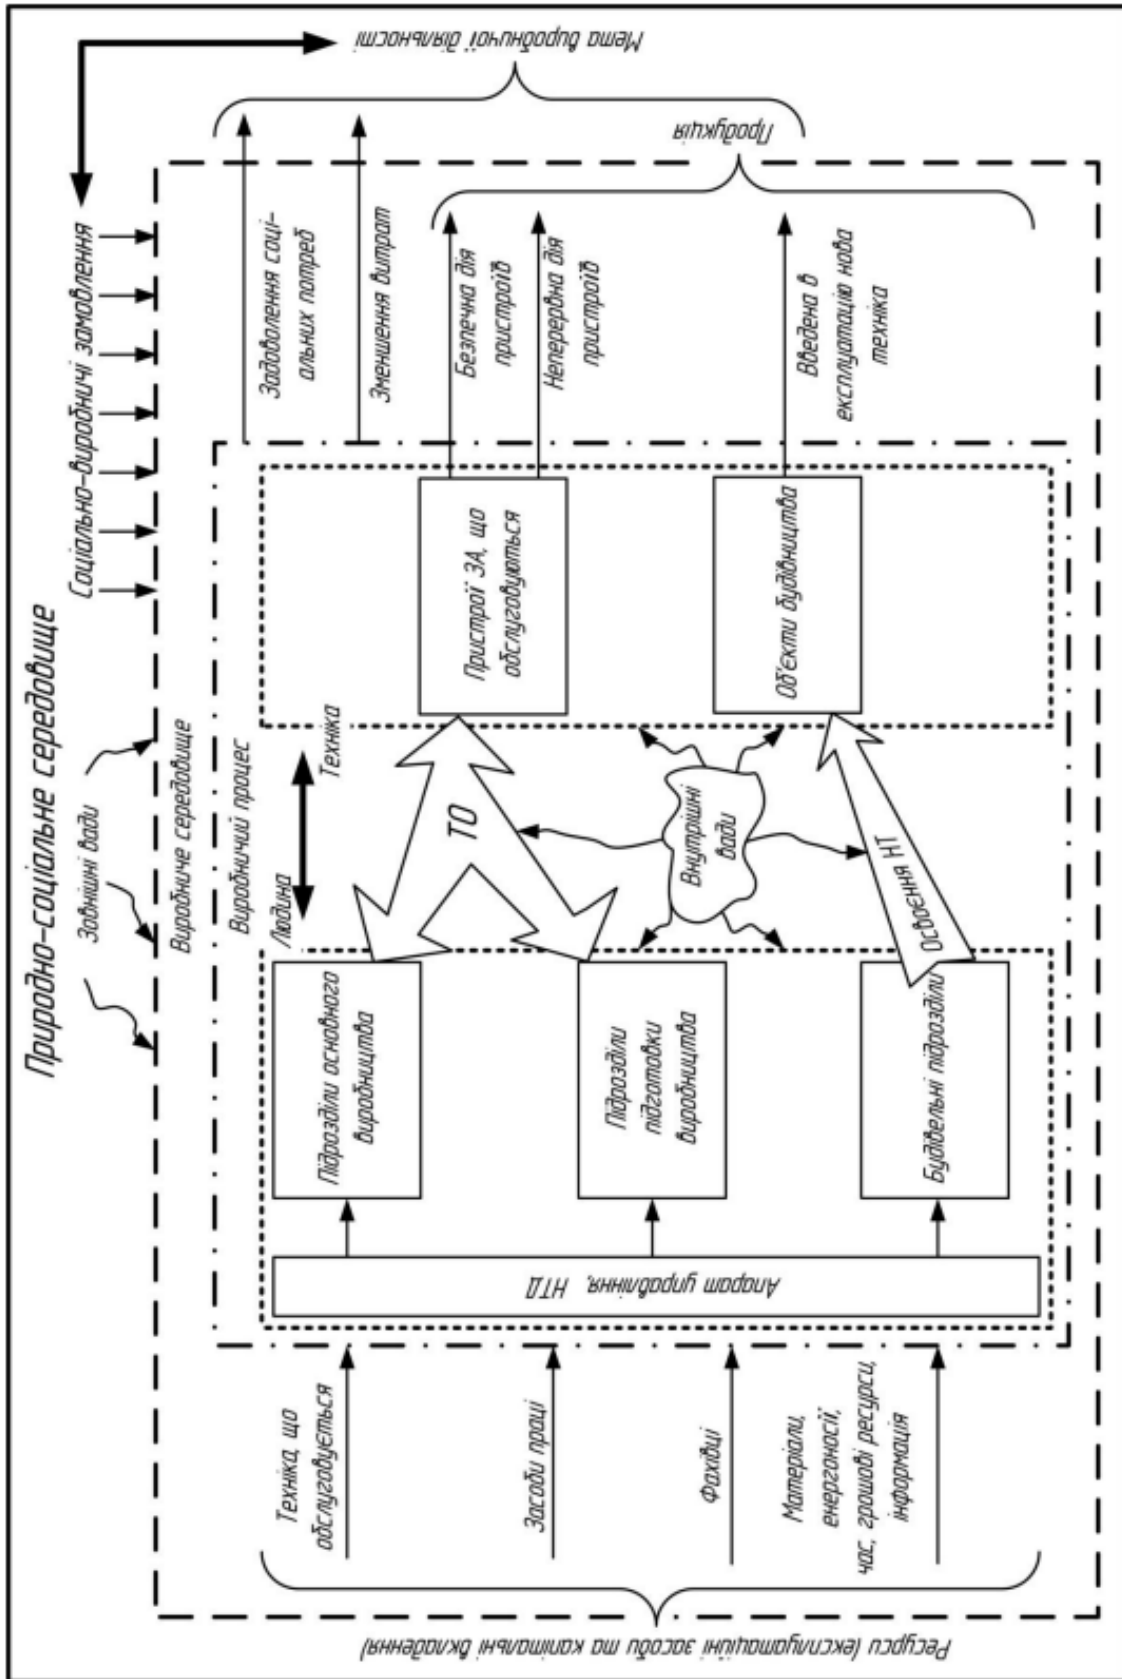 Природно-соціальне середовище
Зовнішні вади
Соціально-виробничі замовлення
Виробниче середовище
Виробничий процес
Людина
Техніка
Ресурси (експлуатаційні засоби та капітальні вкладення)
Техніка, що
обслуговується
Засоби праці
Фахівці
Матеріали,
енергоносії,
час, грошові ресурси,
інформація
Апарат управління, НТД
Підрозділи основного
виробництва
Підрозділи
підготовки
виробництва
Будівельні підрозділи
ТО
Внутрішні
вади
Освоєння НТ
Пристрої ЗА, що
обслуговуються
Об'єкти будівництва
Задоволення соці-
альних потреб
Зменшення витрат
Безпечна дія
пристроїв
Неперервна дія
пристроїв
Введена в
експлуатацію нова
техніка
Продукція
Мета виробничої діяльності